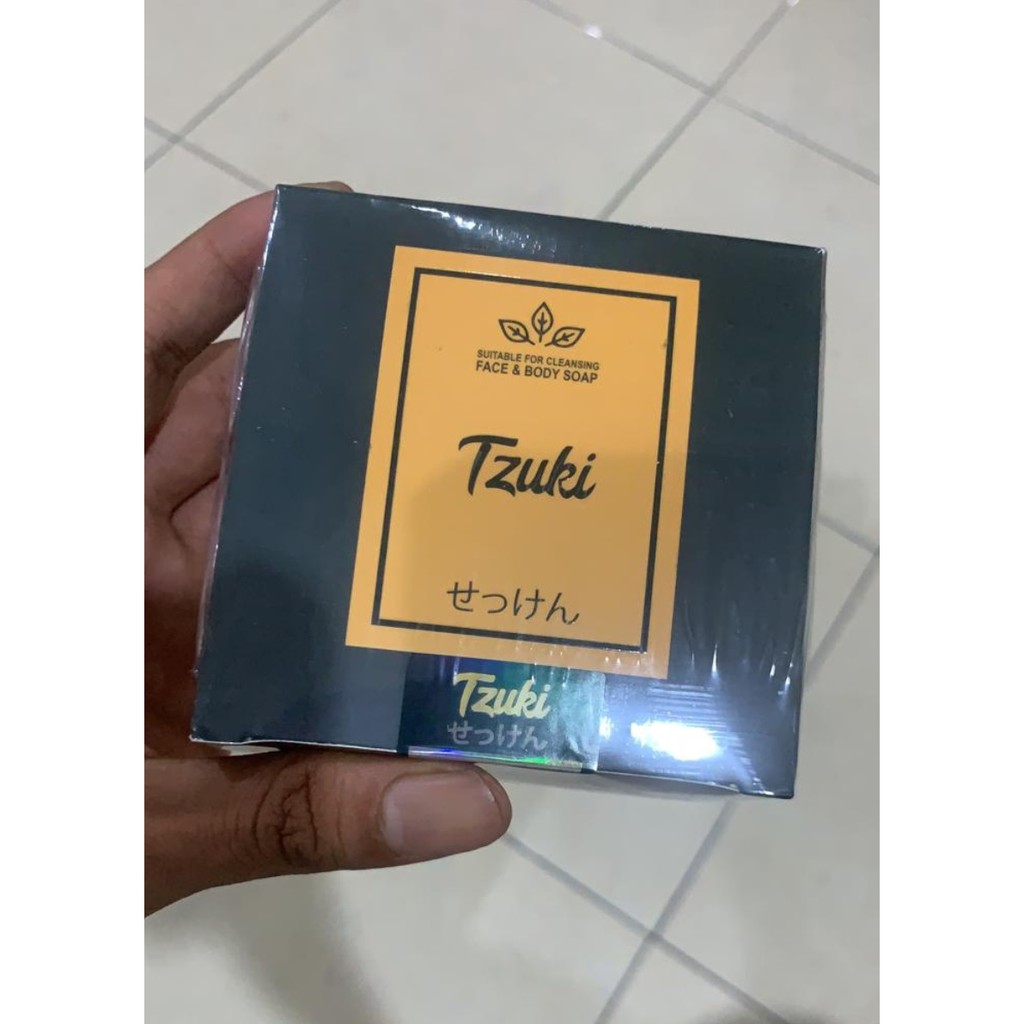 SUITABLE FOR CLEANSING
FACE & BODY SOAP
Tzuki
せっけん
Tzuki
せっけん